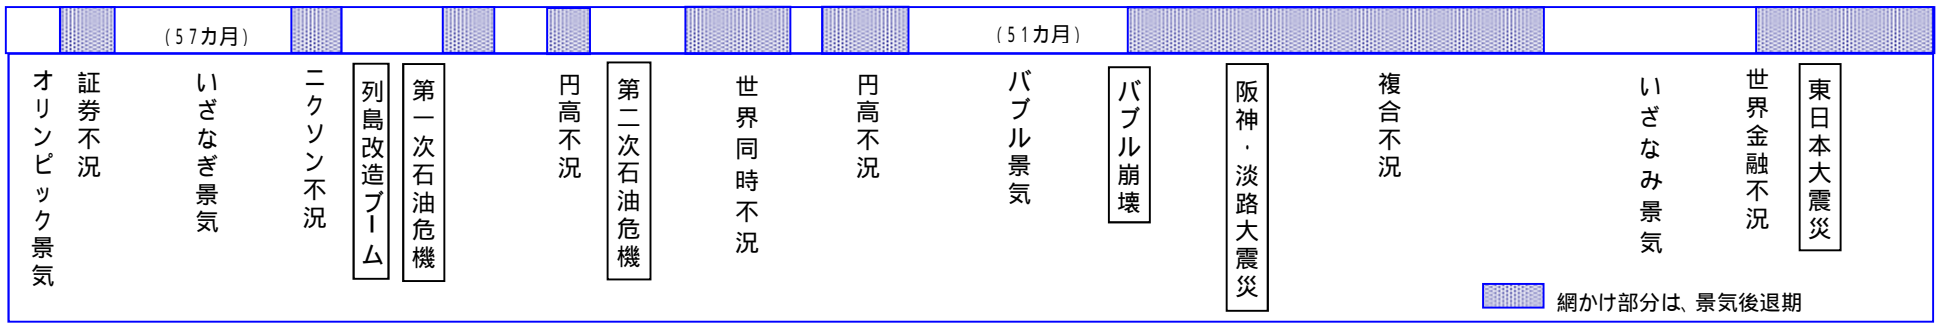 (57カ月)
(51カ月)
オリンピック景気
証券不況
いざなぎ景気
ニクソン不況
列島改造ブーム
第一次石油危機
円高不況
第二次石油危機
世界同時不況
円高不況
バブル景気
バブル崩壊
阪神・淡路大震災
複合不況
いざなみ景気
世界金融不況
東日本大震災
網かけ部分は、景気後退期